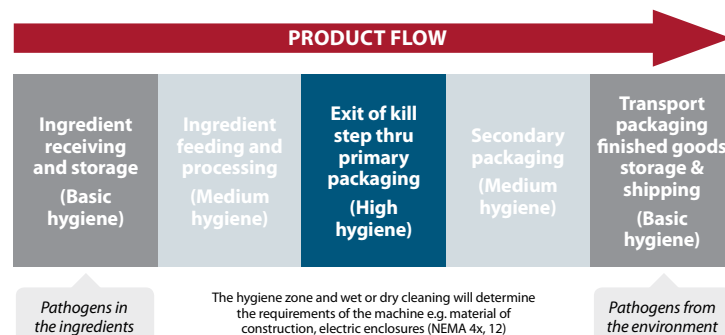 PRODUCT FLOW
Ingredient
receiving
and storage
(Basic
hygiene)
Ingredient
feeding and
processing
(Medium
hygiene)
Exit of kill
step thru
primary
packaging
(High
hygiene)
Secondary
packaging
(Medium
hygiene)
Transport
packaging
finished goods
storage &
shipping
(Basic
hygiene)
Pathogens in
the ingredients
The hygiene zone and wet or dry cleaning will determine
the requirements of the machine e.g. material of
construction, electric enclosures (NEMA 4x, 12)
Pathogens from
the environment